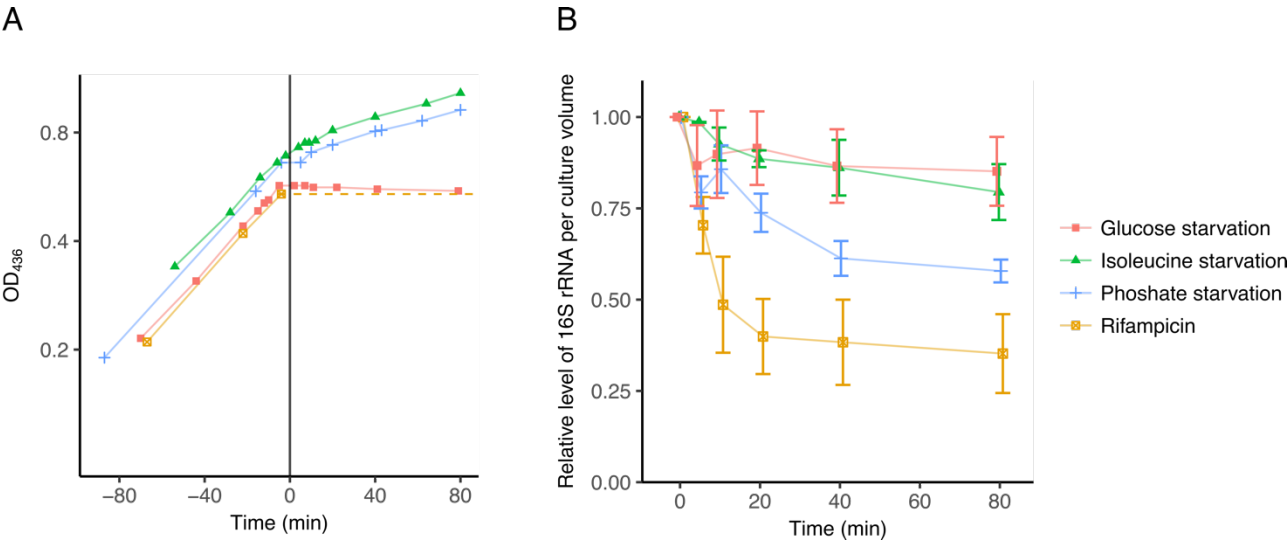 A
OD436
0.8
0.4
0.2
−80
−40
0
40
80
Time (min)
B
Relative level of 16S rRNA per culture volume
1.00
0.75
0.50
0.25
0.00
0
20
40
60
80
Time (min)
Glucose starvation
Isoleucine starvation
Phoshate starvation
Rifampicin